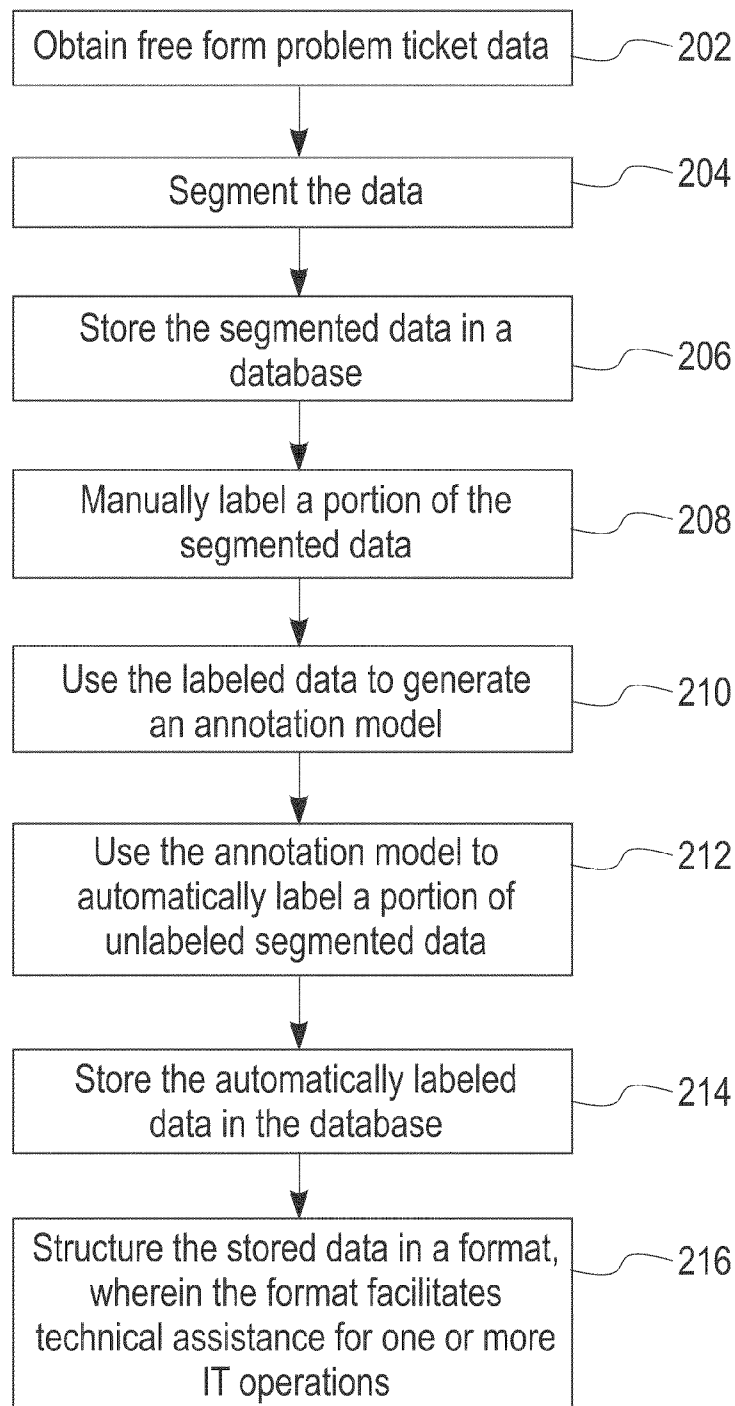 Obtain free form problem ticket data
202
Segment the data
204
Store the segmented data in a
database
206
Manually label a portion of the
segmented data
208
Use the labeled data to generate
an annotation model
210
Use the annotation model to
automatically label a portion of
unlabeled segmented data
212
Store the automatically labeled
data in the database
214
Structure the stored data in a format,
wherein the format facilitates
technical assistance for one or more
IT operations
216